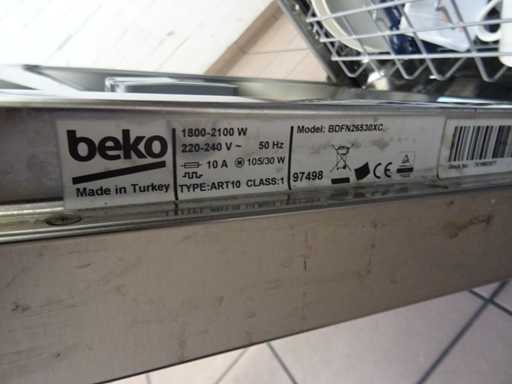 beko
Made in Turkey
1800-2100 W
220-240 V ~ 50 Hz
10 A 105/30 W
TYPE:ART10 CLASS:1
Model: BDFN26530XC
97498
CE